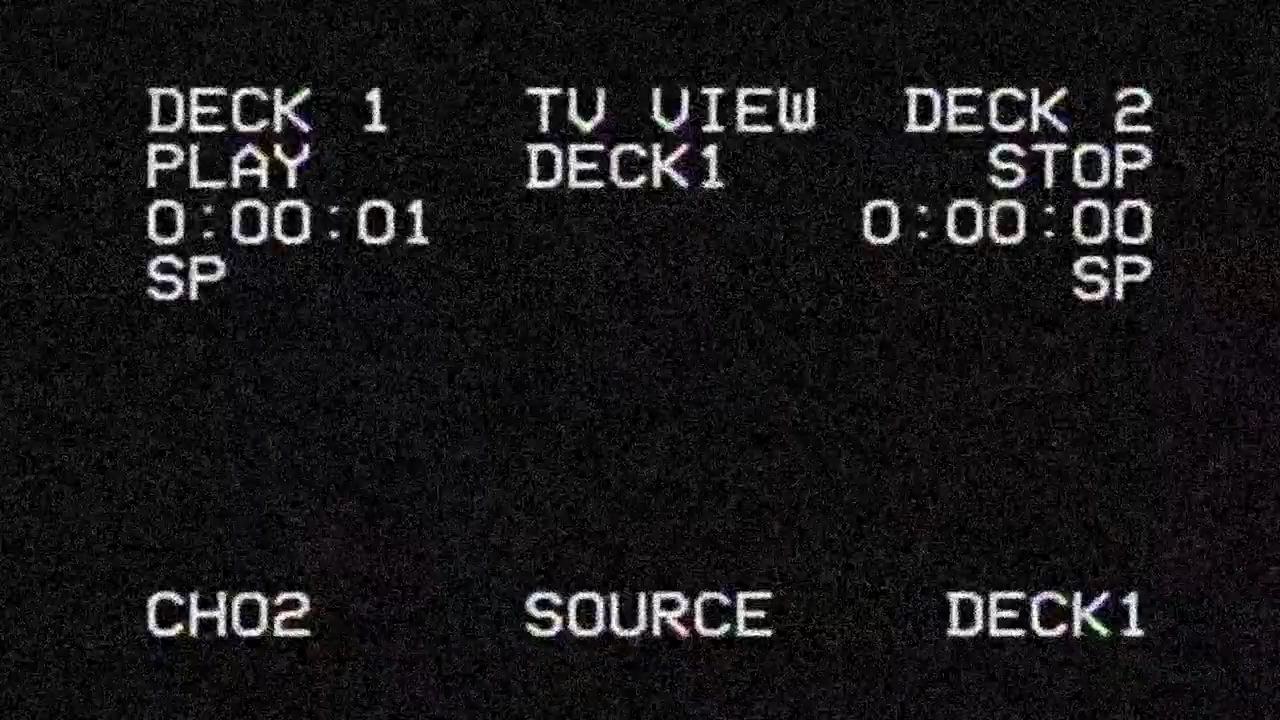 DECK 1 TV VIEW DECK 2
PLAY DECK1 STOP
0:00:01 0:00:00
SP SP
CH02 SOURCE DECK1